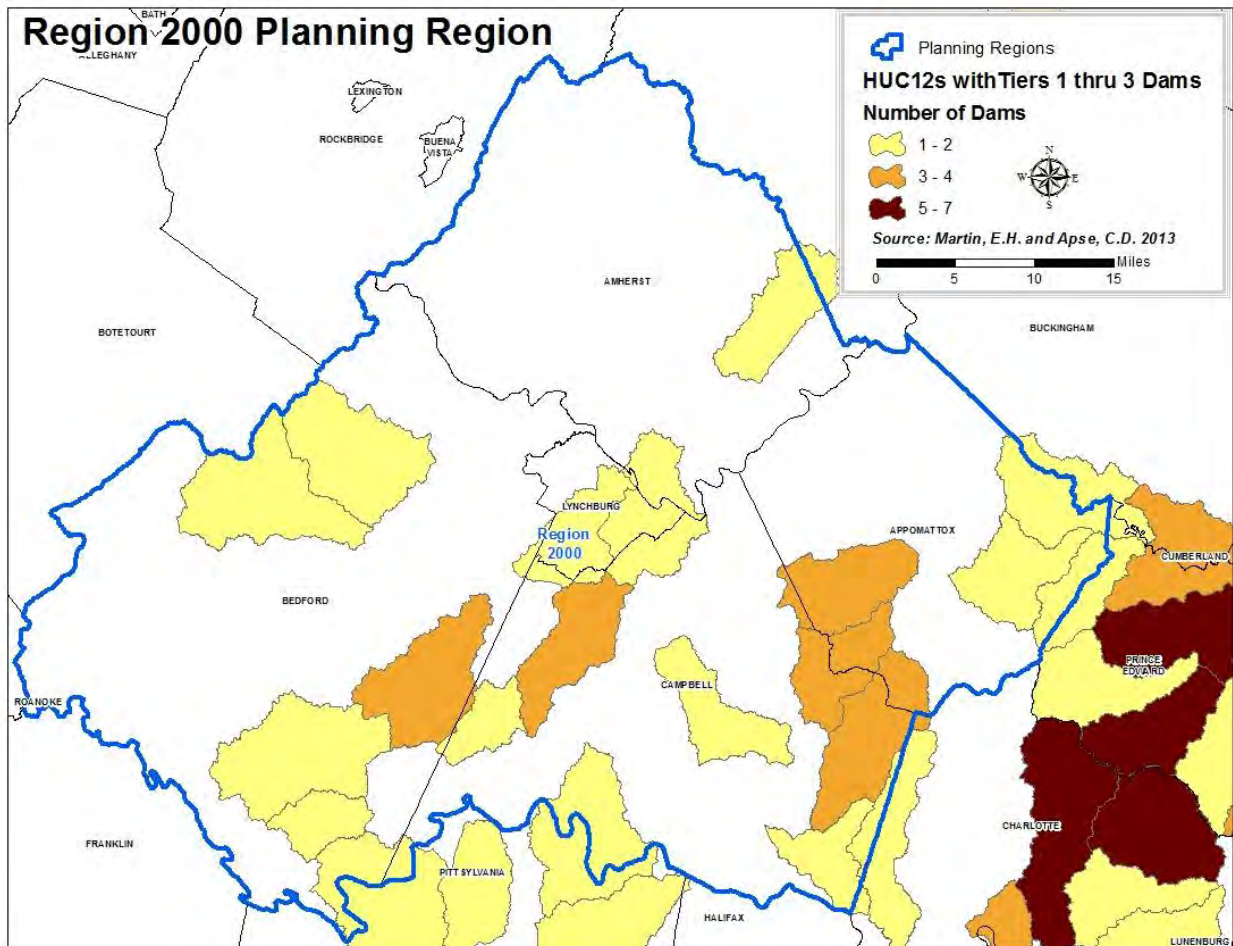 Region 2000 Planning Region
BATH
ALLEGHANY
LEXINGTON
ROCKBRIDGE
BUENA
VISTA
Planning Regions
HUC12s withTiers 1 thru 3 Dams
Number of Dams
1 - 2
3 - 4
5 - 7
N
W E
S
Source: Martin, E.H. and Apse, C.D. 2013
Miles
0 5 10 15
AMHERST
BOTETOURT
BUCKINGHAM
LYNCHBURG
Region
2000
APPOMATTOX
CUMBERLAND
BEDFORD
PRINCE
EDWARD
CAMPBELL
ROANOKE
FRANKLIN
CHARLOTTE
PITTSYLVANIA
HALIFAX
LUNENBURG